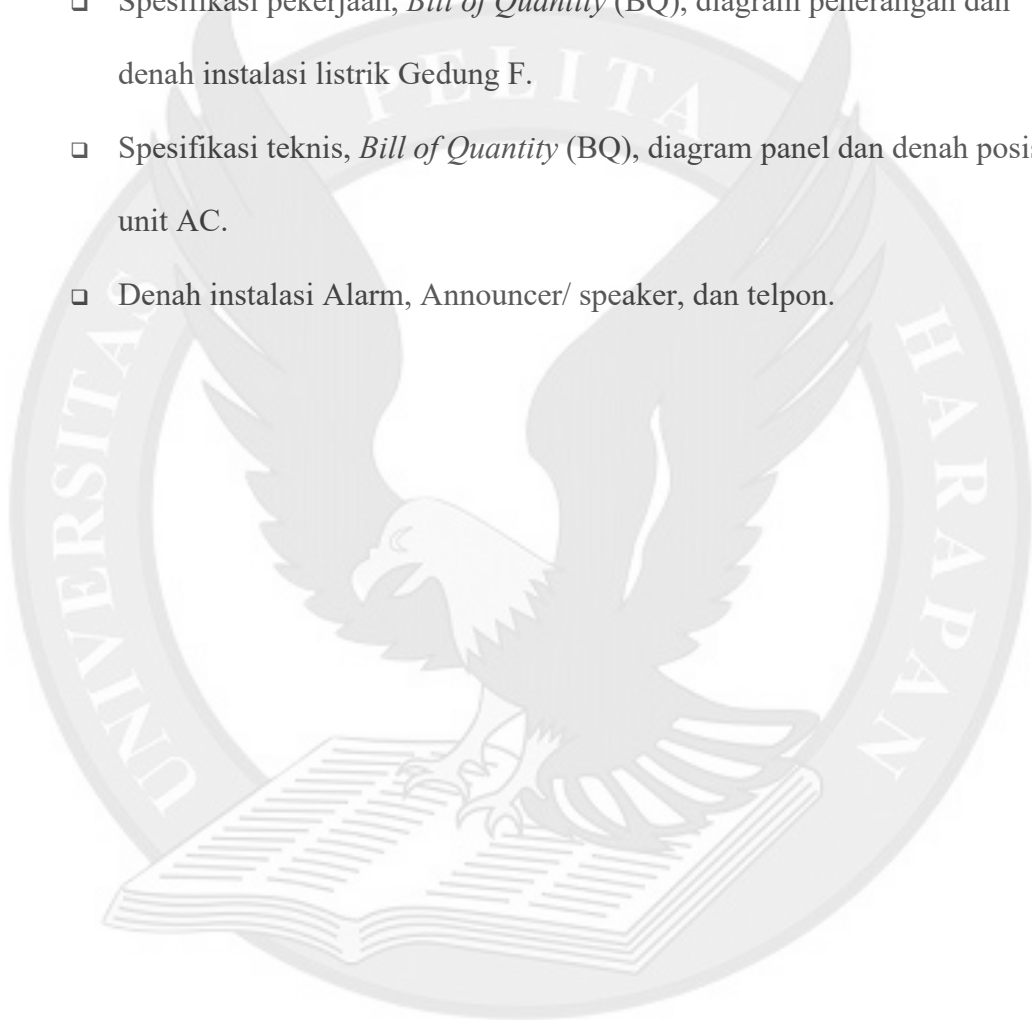 ❑ Spesifikasi pekerjaan, Bill of Quantity (BQ), diagram penerangan dan
denah instalasi listrik Gedung F.
❑ Spesifikasi teknis, Bill of Quantity (BQ), diagram panel dan denah posis
unit AC.
❑ Denah instalasi Alarm, Announcer/ speaker, dan telpon.
UNIVERSITAS PELITA HARAPAN